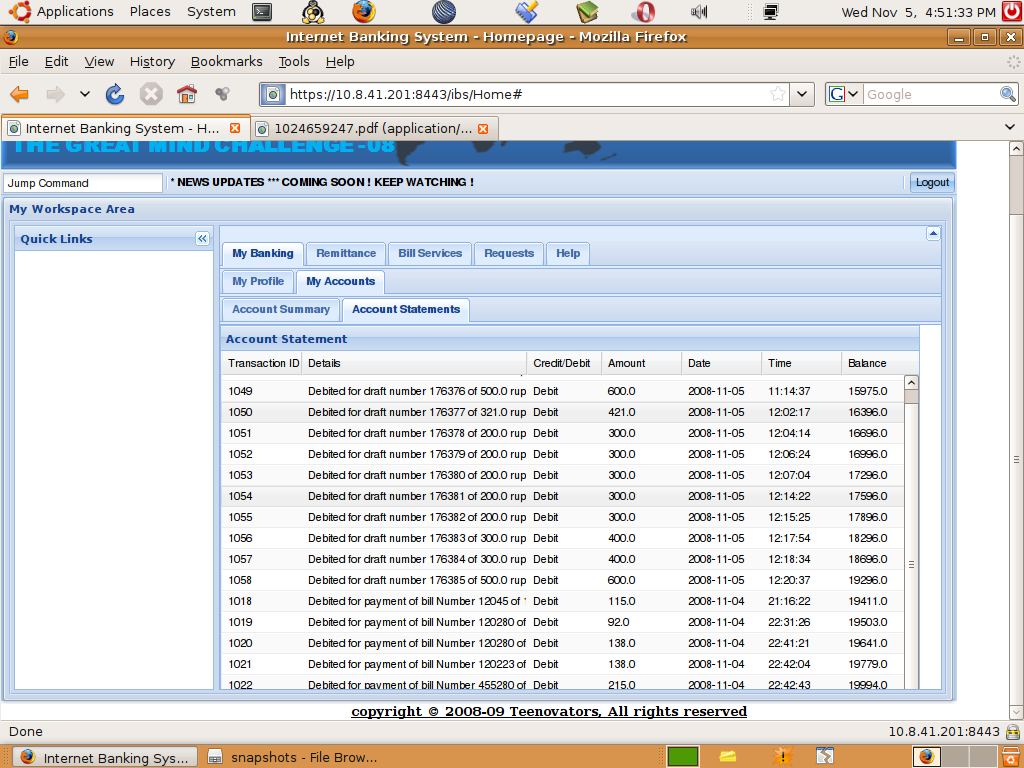 Applications Places System Wed Nov 5, 4:51:33 PM
Internet Banking System - Homepage - Mozilla Firefox
File Edit View History Bookmarks Tools Help
https://10.8.41.201:8443/ibs/Home# G Google
Internet Banking System - H... 1024659247.pdf (application/...
THE GREAT MIND CHALLENGE -08
Jump Command * NEWS UPDATES *** COMING SOON ! KEEP WATCHING ! Logout
My Workspace Area
Quick Links
My Banking Remittance Bill Services Requests Help
My Profile My Accounts
Account Summary Account Statements
Account Statement
Transaction ID Details Credit/Debit Amount Date Time Balance
1049 Debited for draft number 176376 of 500.0 rup Debit 600.0 2008-11-05 11:14:37 15975.0
1050 Debited for draft number 176377 of 321.0 rup Debit 421.0 2008-11-05 12:02:17 16396.0
1051 Debited for draft number 176378 of 200.0 rup Debit 300.0 2008-11-05 12:04:14 16696.0
1052 Debited for draft number 176379 of 200.0 rup Debit 300.0 2008-11-05 12:06:24 16996.0
1053 Debited for draft number 176380 of 200.0 rup Debit 300.0 2008-11-05 12:07:04 17296.0
1054 Debited for draft number 176381 of 200.0 rup Debit 300.0 2008-11-05 12:14:22 17596.0
1055 Debited for draft number 176382 of 200.0 rup Debit 300.0 2008-11-05 12:15:25 17896.0
1056 Debited for draft number 176383 of 300.0 rup Debit 400.0 2008-11-05 12:17:54 18296.0
1057 Debited for draft number 176384 of 300.0 rup Debit 400.0 2008-11-05 12:18:34 18696.0
1058 Debited for draft number 176385 of 500.0 rup Debit 600.0 2008-11-05 12:20:37 19296.0
1018 Debited for payment of bill Number 12045 of Debit 115.0 2008-11-04 21:16:22 19411.0
1019 Debited for payment of bill Number 120280 of Debit 92.0 2008-11-04 22:31:26 19503.0
1020 Debited for payment of bill Number 120280 of Debit 138.0 2008-11-04 22:41:21 19641.0
1021 Debited for payment of bill Number 120223 of Debit 138.0 2008-11-04 22:42:04 19779.0
1022 Debited for payment of bill Number 455280 of Debit 215.0 2008-11-04 22:42:43 19994.0
copyright © 2008-09 Teenovators, All rights reserved
Done 10.8.41.201:8443
Internet Banking Sys... snapshots - File Brow...